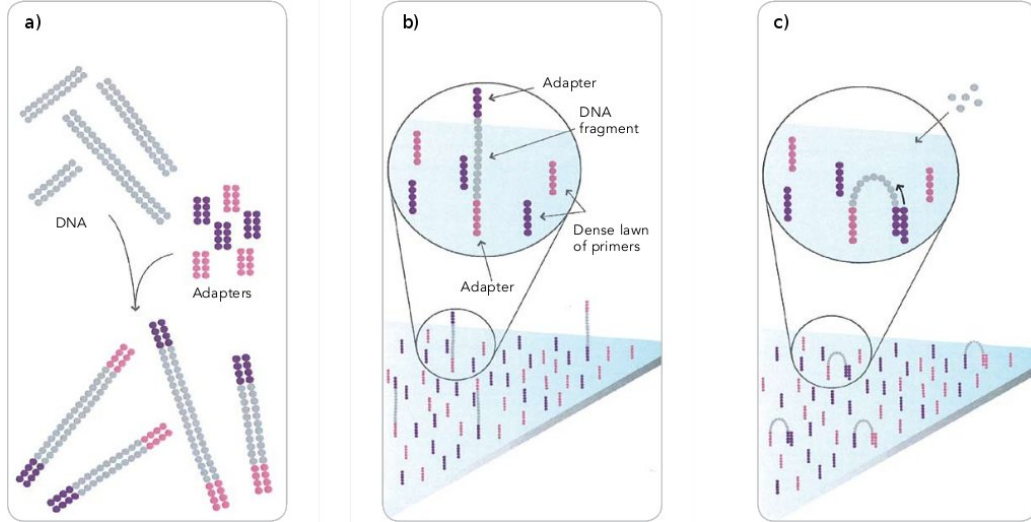 a)
DNA
Adapters
b)
Adapter
DNA
fragment
Dense lawn
of primers
Adapter
c)